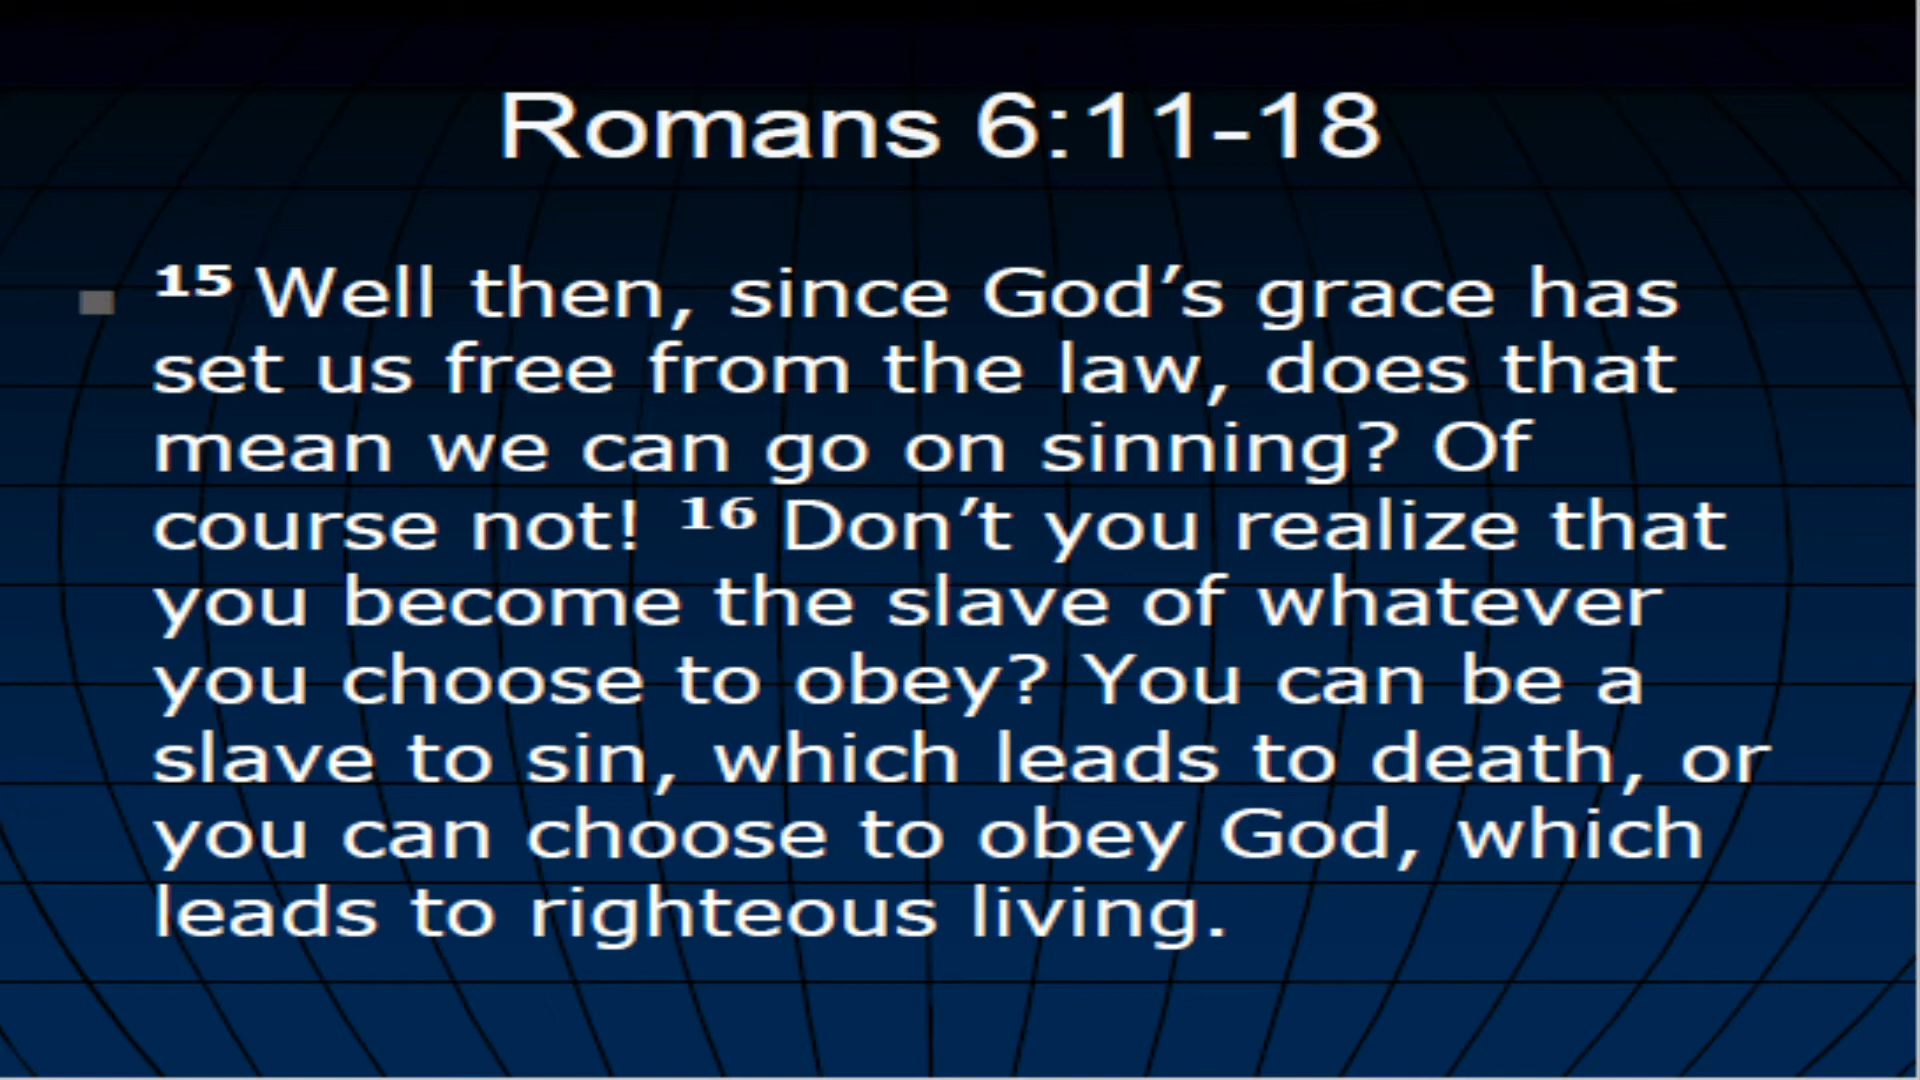 Romans 6:11-18
15 Well then, since God’s grace has
set us free from the law, does that
mean we can go on sinning? Of
course not! 16 Don’t you realize that
you become the slave of whatever
you choose to obey? You can be a
slave to sin, which leads to death, or
you can choose to obey God, which
leads to righteous living.